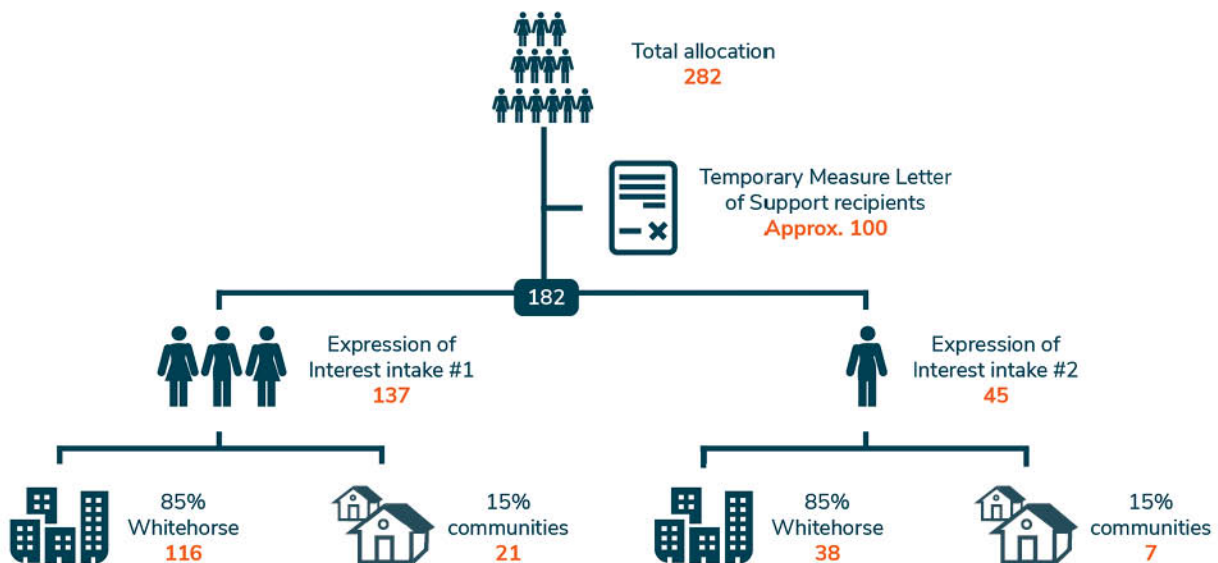 Total allocation
282
Temporary Measure Letter
of Support recipients
Approx. 100
182
Expression of
Interest intake #1
137
Expression of
Interest intake #2
45
85%
Whitehorse
116
15%
communities
21
85%
Whitehorse
38
15%
communities
7